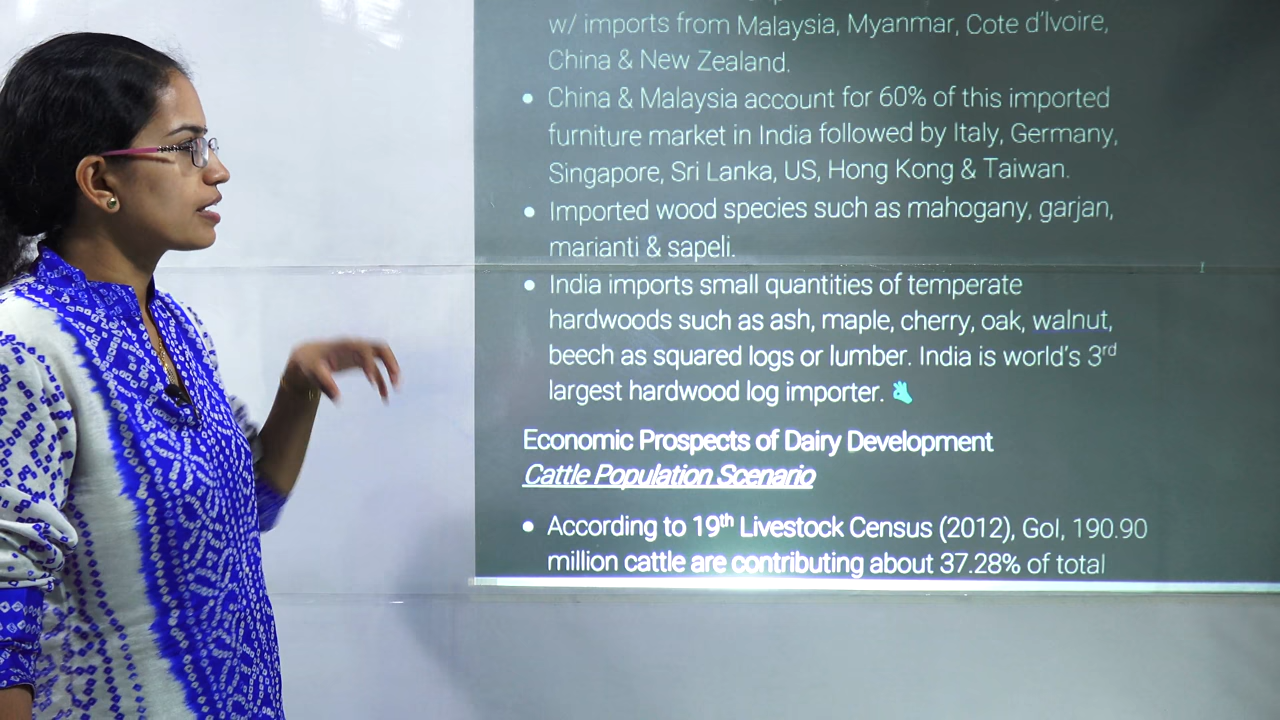 w/ imports from Malaysia, Myanmar, Cote d'Ivoire,
China & New Zealand.
• China & Malaysia account for 60% of this imported
furniture market in India followed by Italy, Germany,
Singapore, Sri Lanka, US, Hong Kong & Taiwan.
• Imported wood species such as mahogany, garjan,
marianti & sapeli.
• India imports small quantities of temperate
hardwoods such as ash, maple, cherry, oak, walnut,
beech as squared logs or lumber. India is world's 3rd
largest hardwood log importer.
Economic Prospects of Dairy Development
Cattle Population Scenario
• According to 19th Livestock Census (2012), GoI, 190.90
million cattle are contributing about 37.28% of total